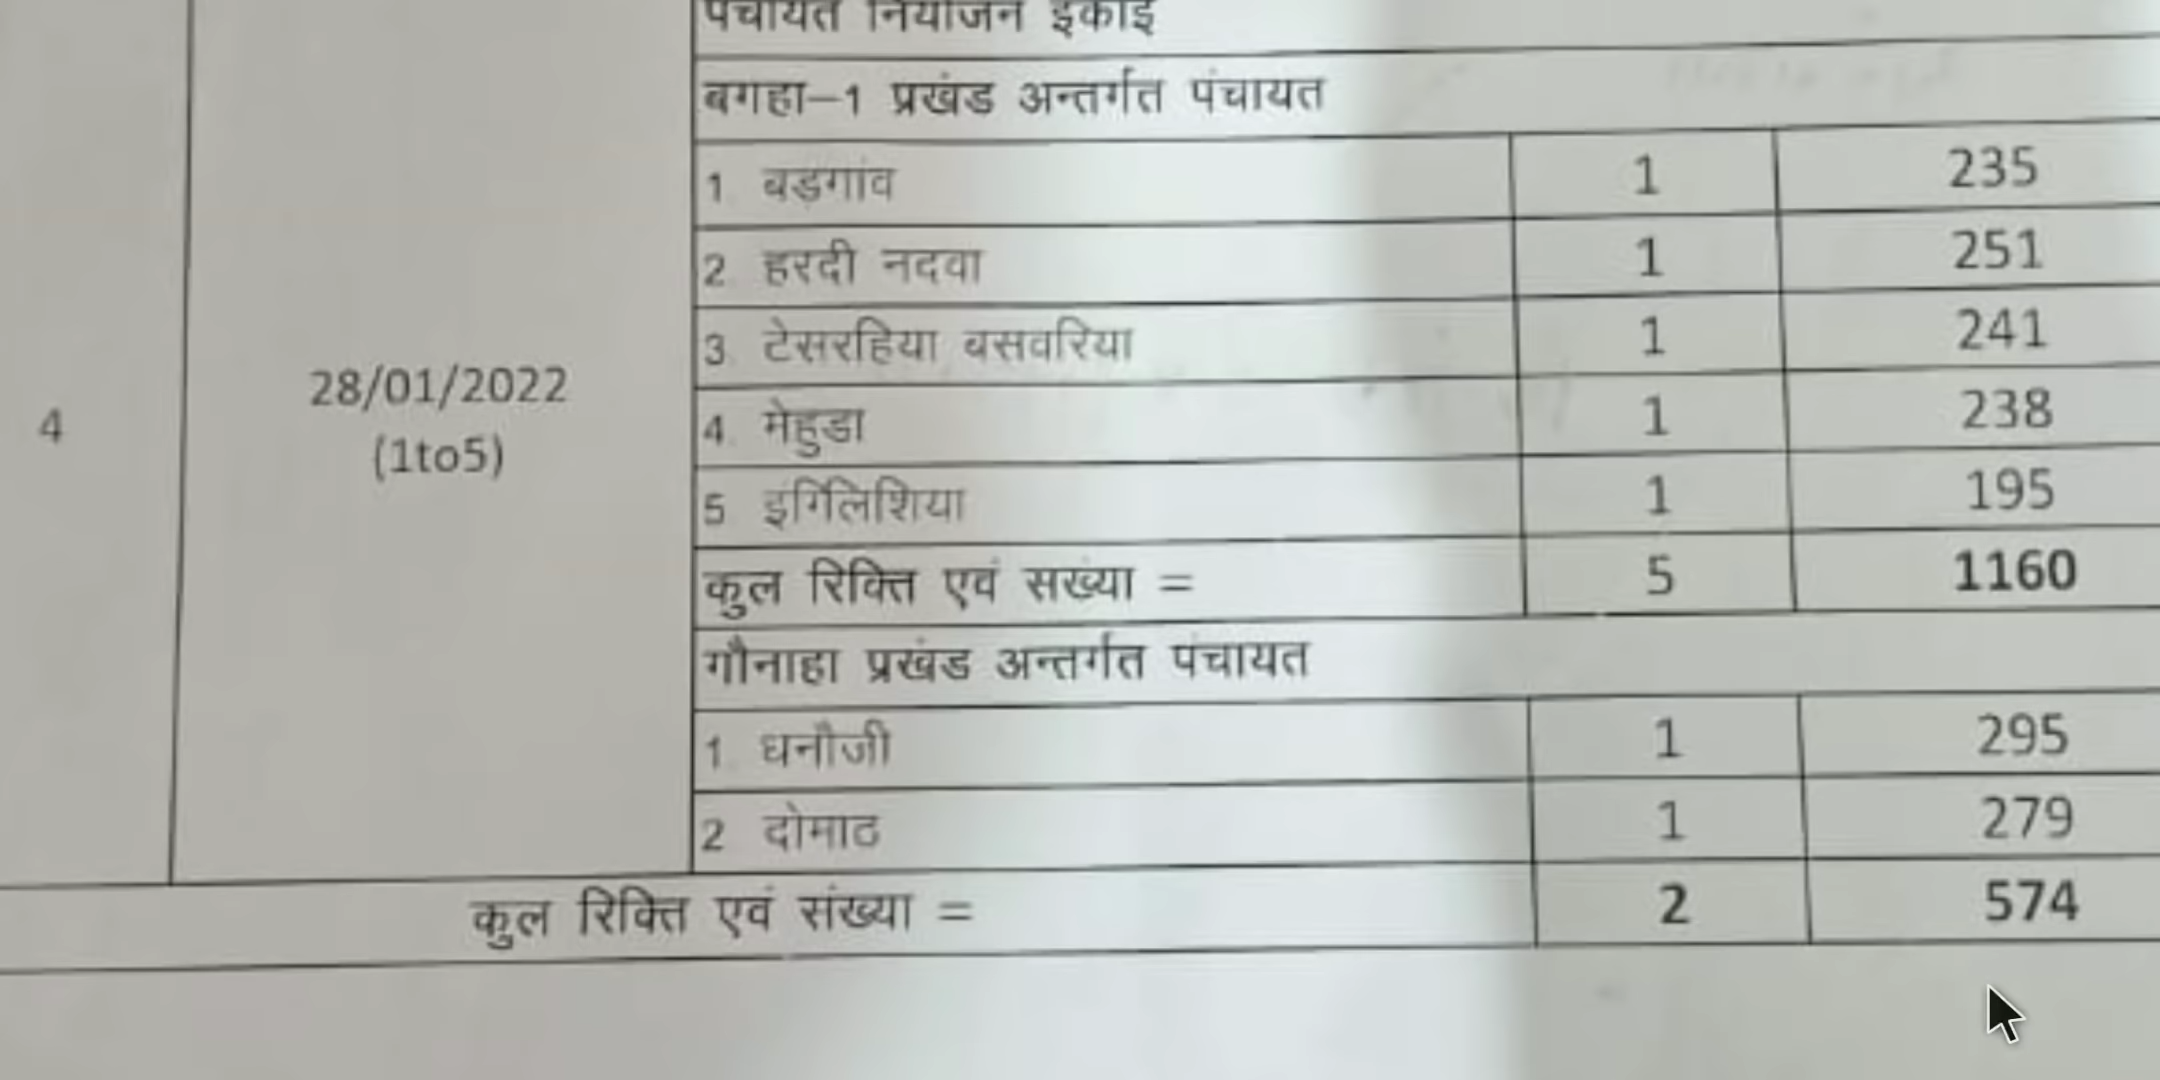 पंचायत नियोजन इकाई
बगहा–1 प्रखंड अन्तर्गत पंचायत
1. बड़गांव 1 235
2. हरदी नदवा 1 251
3. टेसरहिया बसवरिया 1 241
4 28/01/2022 4. मेहुडा 1 238
(1to5) 5 इंगिलिशिया 1 195
कुल रिक्ति एवं सख्या = 5 1160
गौनाहा प्रखंड अन्तर्गत पंचायत
1. धनौजी 1 295
2 दोमाठ 1 279
कुल रिक्ति एवं संख्या = 2 574